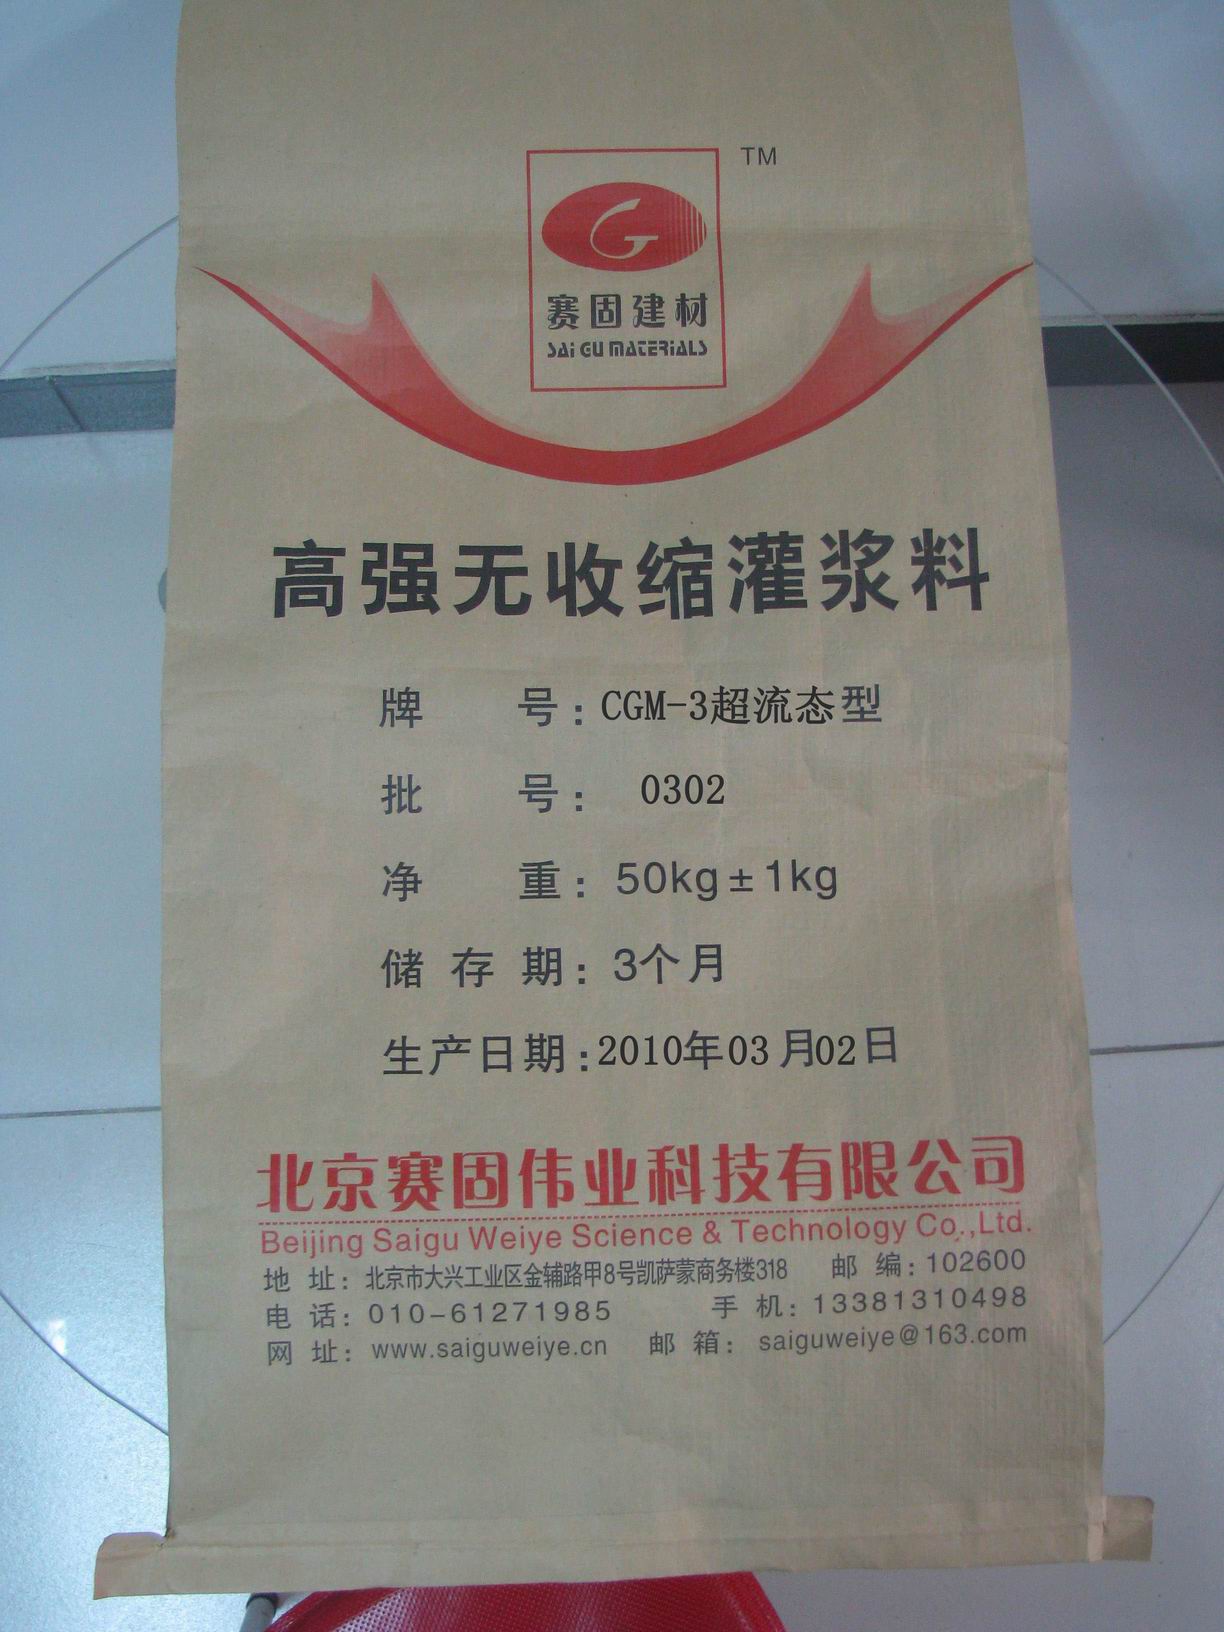 TM
赛固建材
SAi GU MATERiALS
高强无收缩灌浆料
牌 号：CGM-3超流态型
批 号： 0302
净 重：50kg±1kg
储 存 期：3个月
生产日期：2010年03月02日
北京赛固伟业科技有限公司
Beijing Saigu Weiye Science & Technology Co.,Ltd.
地 址：北京市大兴工业区金辅路甲8号凯萨蒙商务楼318 邮 编：102600
电 话：010-61271985 手 机：13381310498
网 址：www.saiguweiye.cn 邮 箱：saiguweiye@163.com